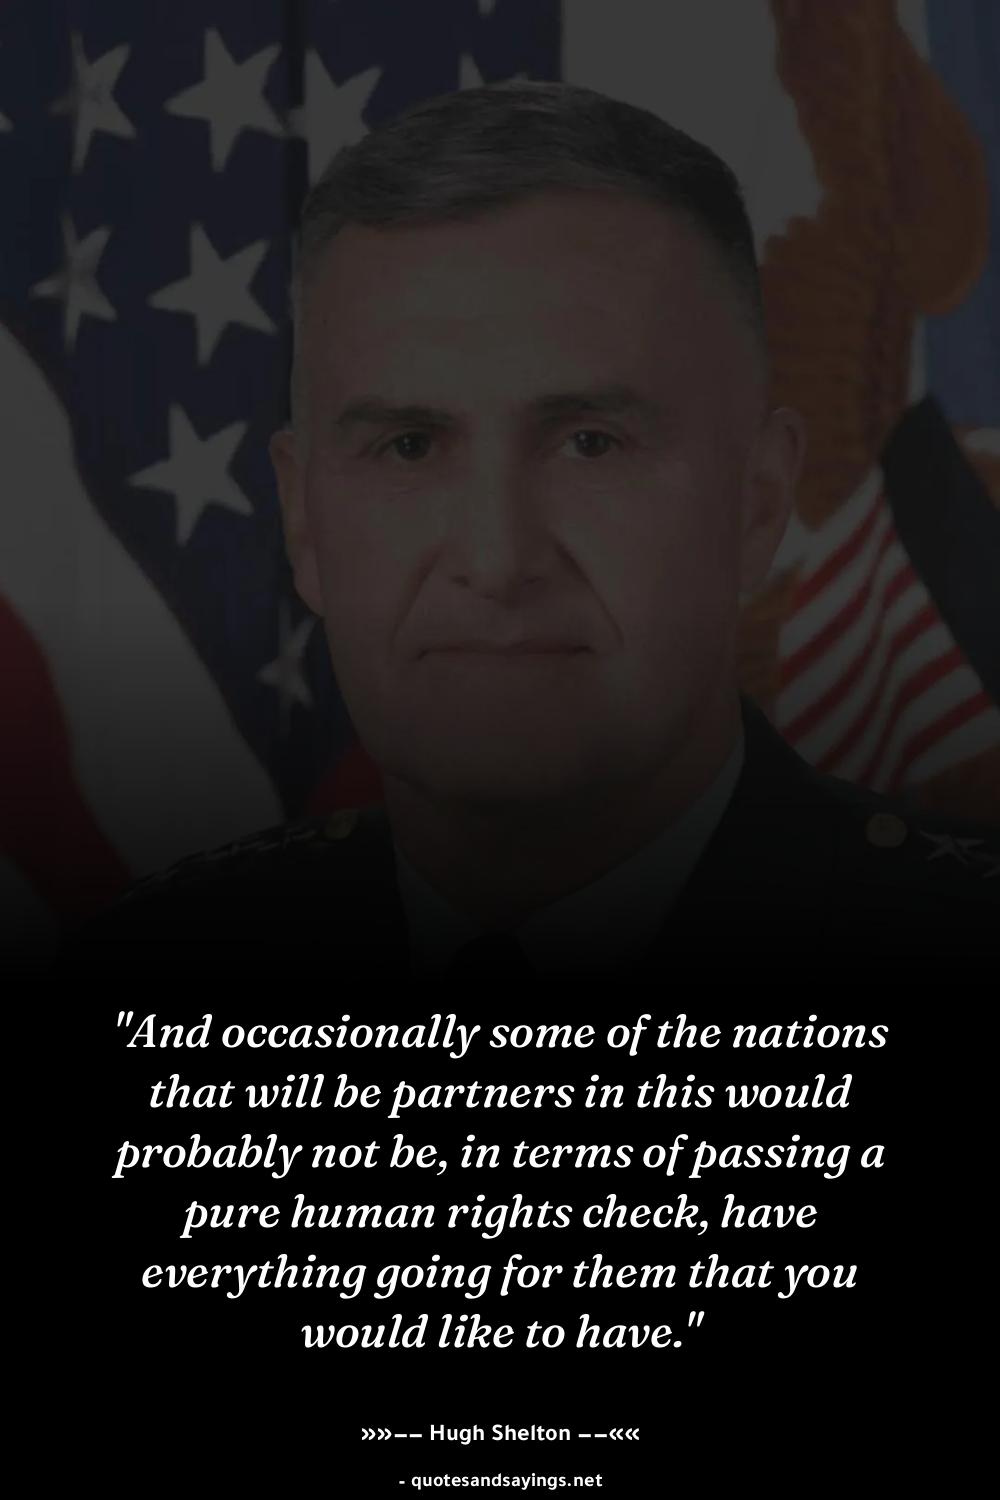 "And occasionally some of the nations
that will be partners in this would
probably not be, in terms of passing a
pure human rights check, have
everything going for them that you
would like to have."
»»−− Hugh Shelton −−««
- quotesandsayings.net